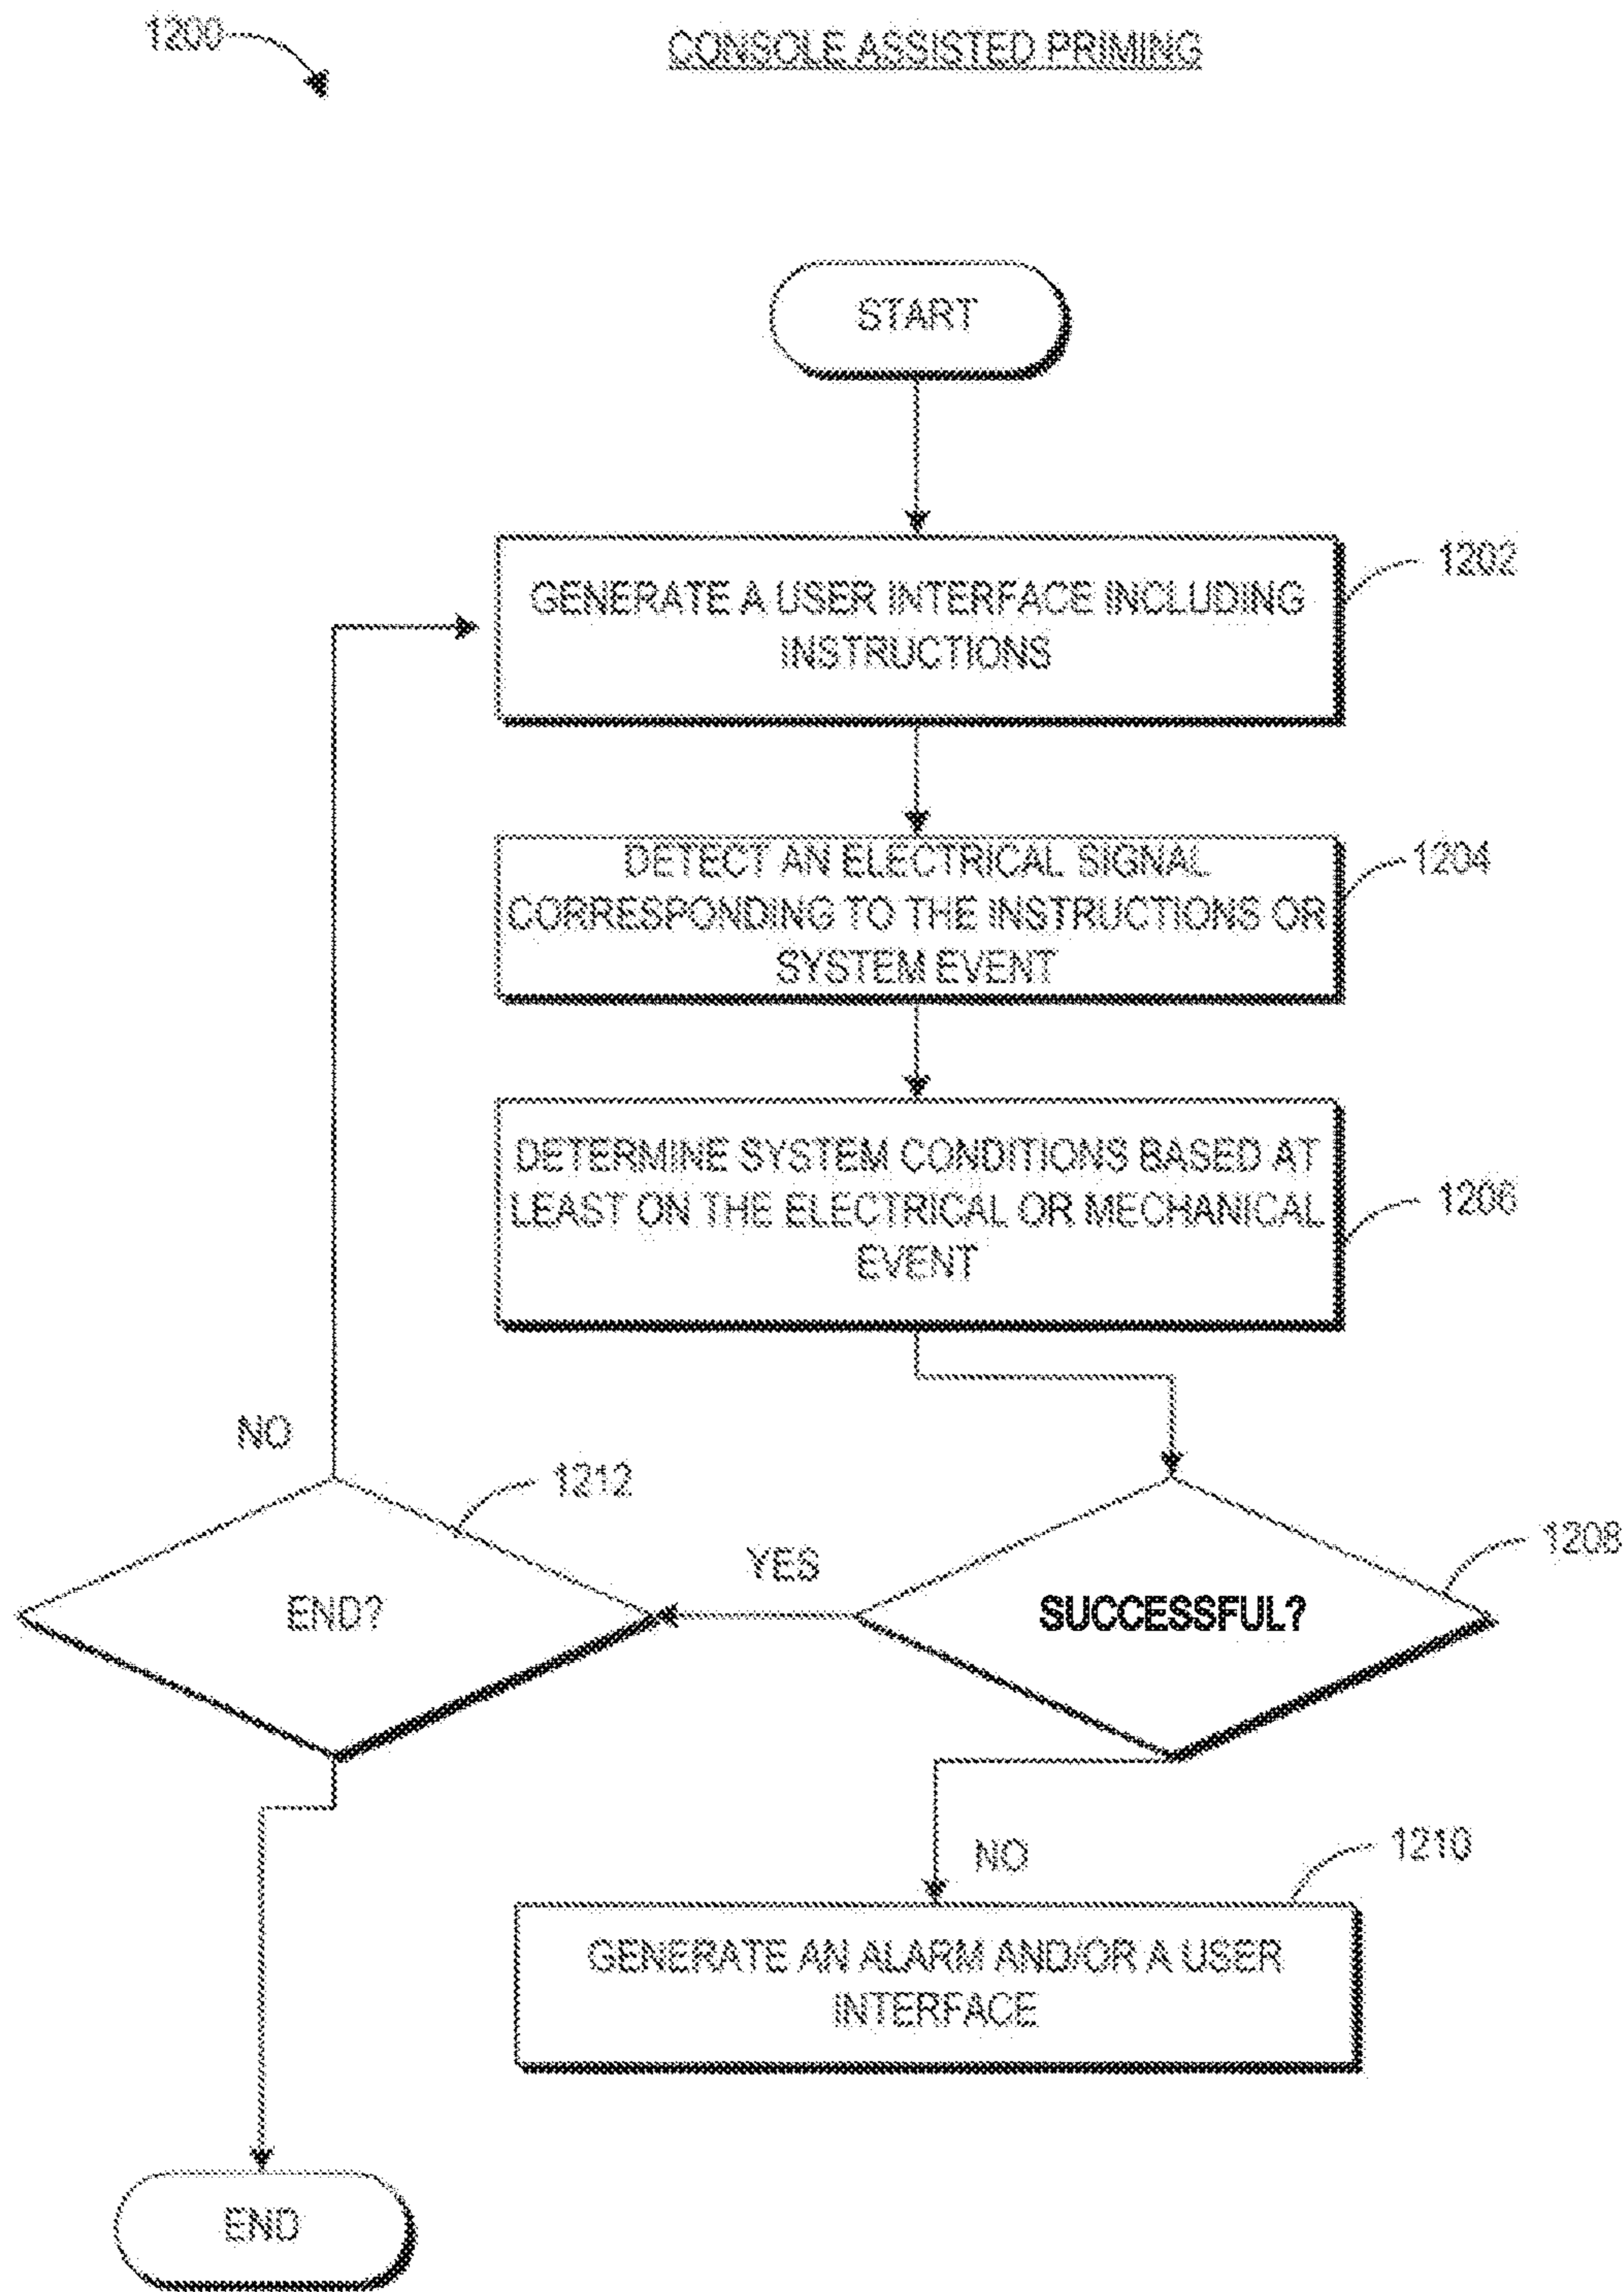 1200
CONSOLE ASSISTED PRIMING
START
GENERATE A USER INTERFACE INCLUDING
INSTRUCTIONS
1202
DETECT AN ELECTRICAL SIGNAL
CORRESPONDING TO THE INSTRUCTIONS OR
SYSTEM EVENT
1204
DETERMINE SYSTEM CONDITIONS BASED AT
LEAST ON THE ELECTRICAL OR MECHANICAL
EVENT
1206
NO
1212
END?
YES
SUCCESSFUL?
1208
NO
1210
GENERATE AN ALARM AND/OR A USER
INTERFACE
END